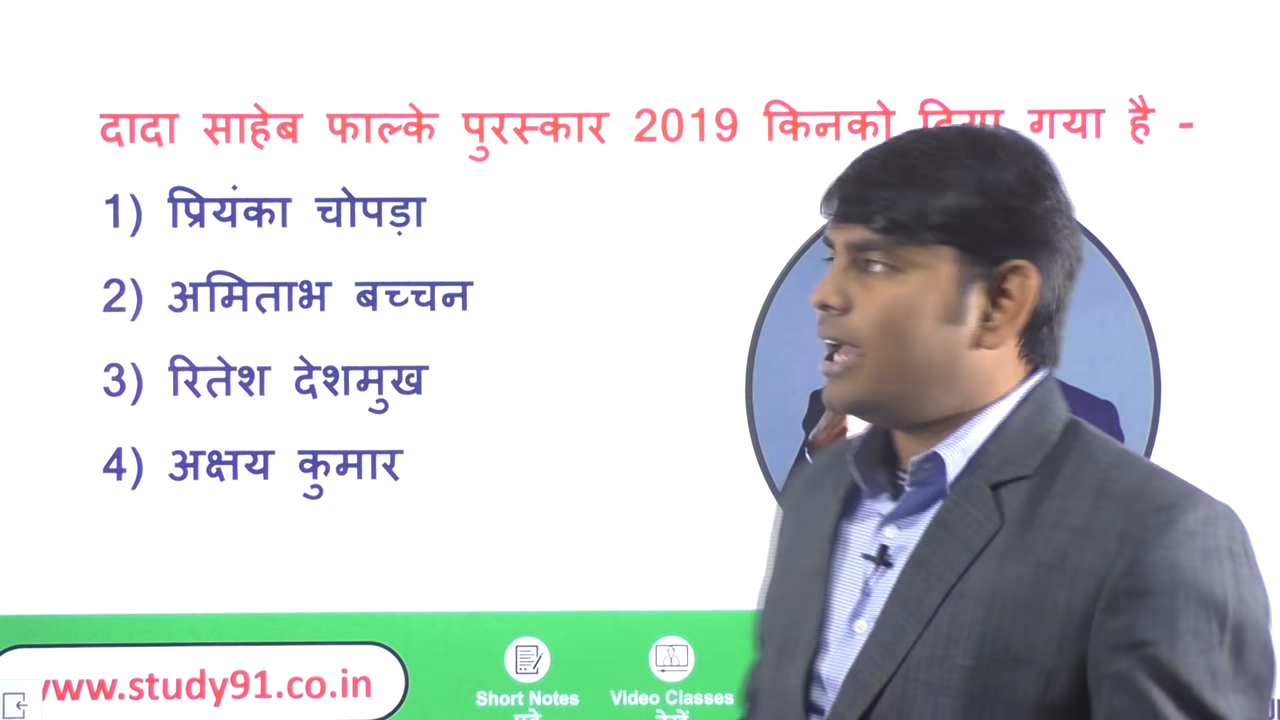 दादा साहेब फाल्के पुरस्कार 2019 किनको दिया गया है -
1) प्रियंका चोपड़ा
2) अमिताभ बच्चन
3) रितेश देशमुख
4) अक्षय कुमार
www.study91.co.in
Short Notes
Video Classes